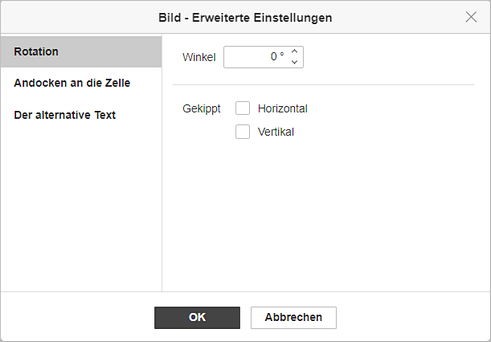 Bild - Erweiterte Einstellungen
Rotation
Andocken an die Zelle
Der alternative Text
Winkel 0 °
Gekippt Horizontal
Vertikal
OK Abbrechen